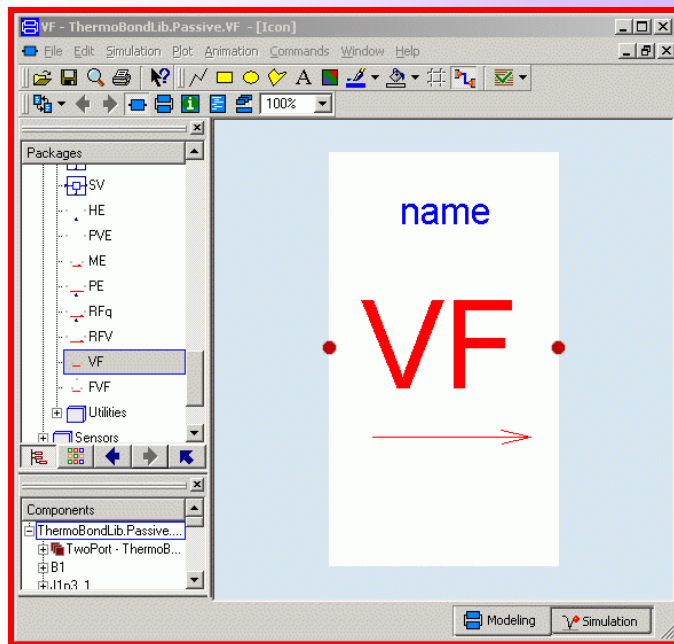 VF - ThermoBondLib.Passive.VF - [Icon]
File Edit Simulation Plot Animation Commands Window Help
100%
Packages
SV
HE
PVE
ME
PE
RFq
RFV
VF
FVF
Utilities
Sensors
Components
ThermoBondLib.Passive....
TwoPort - ThermoB...
B1
J1n3_1
name
VF
Modeling
Simulation